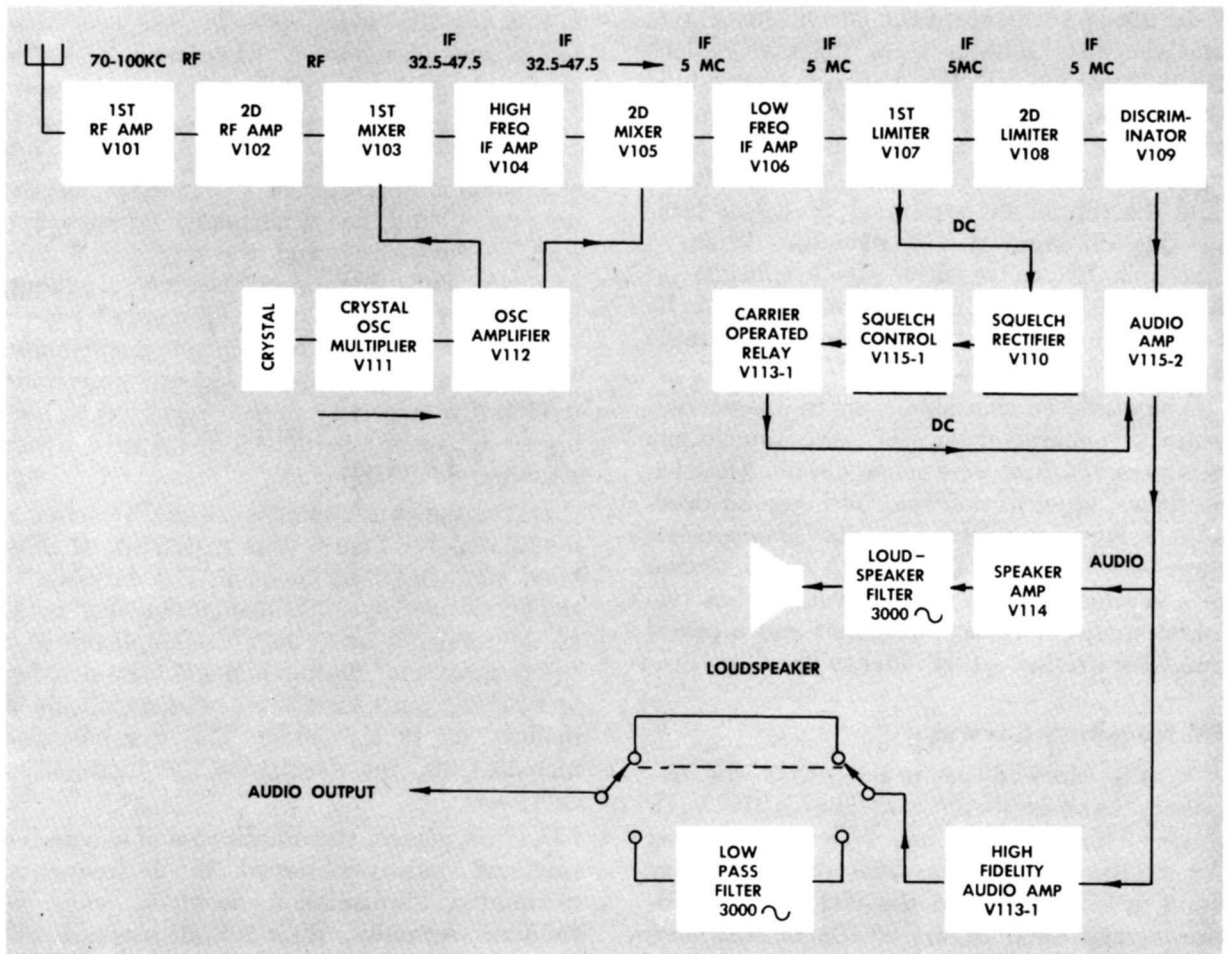 70-100KC RF RF IF 32.5-47.5 IF 32.5-47.5 IF 5 MC IF 5 MC IF 5MC IF 5 MC
1ST
RF AMP
V101
2D
RF AMP
V102
1ST
MIXER
V103
HIGH
FREQ
IF AMP
V104
2D
MIXER
V105
LOW
FREQ
IF AMP
V106
1ST
LIMITER
V107
2D
LIMITER
V108
DISCRIM-
INATOR
V109
DC
CRYSTAL
CRYSTAL
OSC
MULTIPLIER
V111
OSC
AMPLIFIER
V112
CARRIER
OPERATED
RELAY
V113-1
SQUELCH
CONTROL
V115-1
SQUELCH
RECTIFIER
V110
AUDIO
AMP
V115-2
DC
LOUD-
SPEAKER
FILTER
3000
SPEAKER
AMP
V114
AUDIO
LOUDSPEAKER
AUDIO OUTPUT
LOW
PASS
FILTER
3000
HIGH
FIDELITY
AUDIO AMP
V113-1